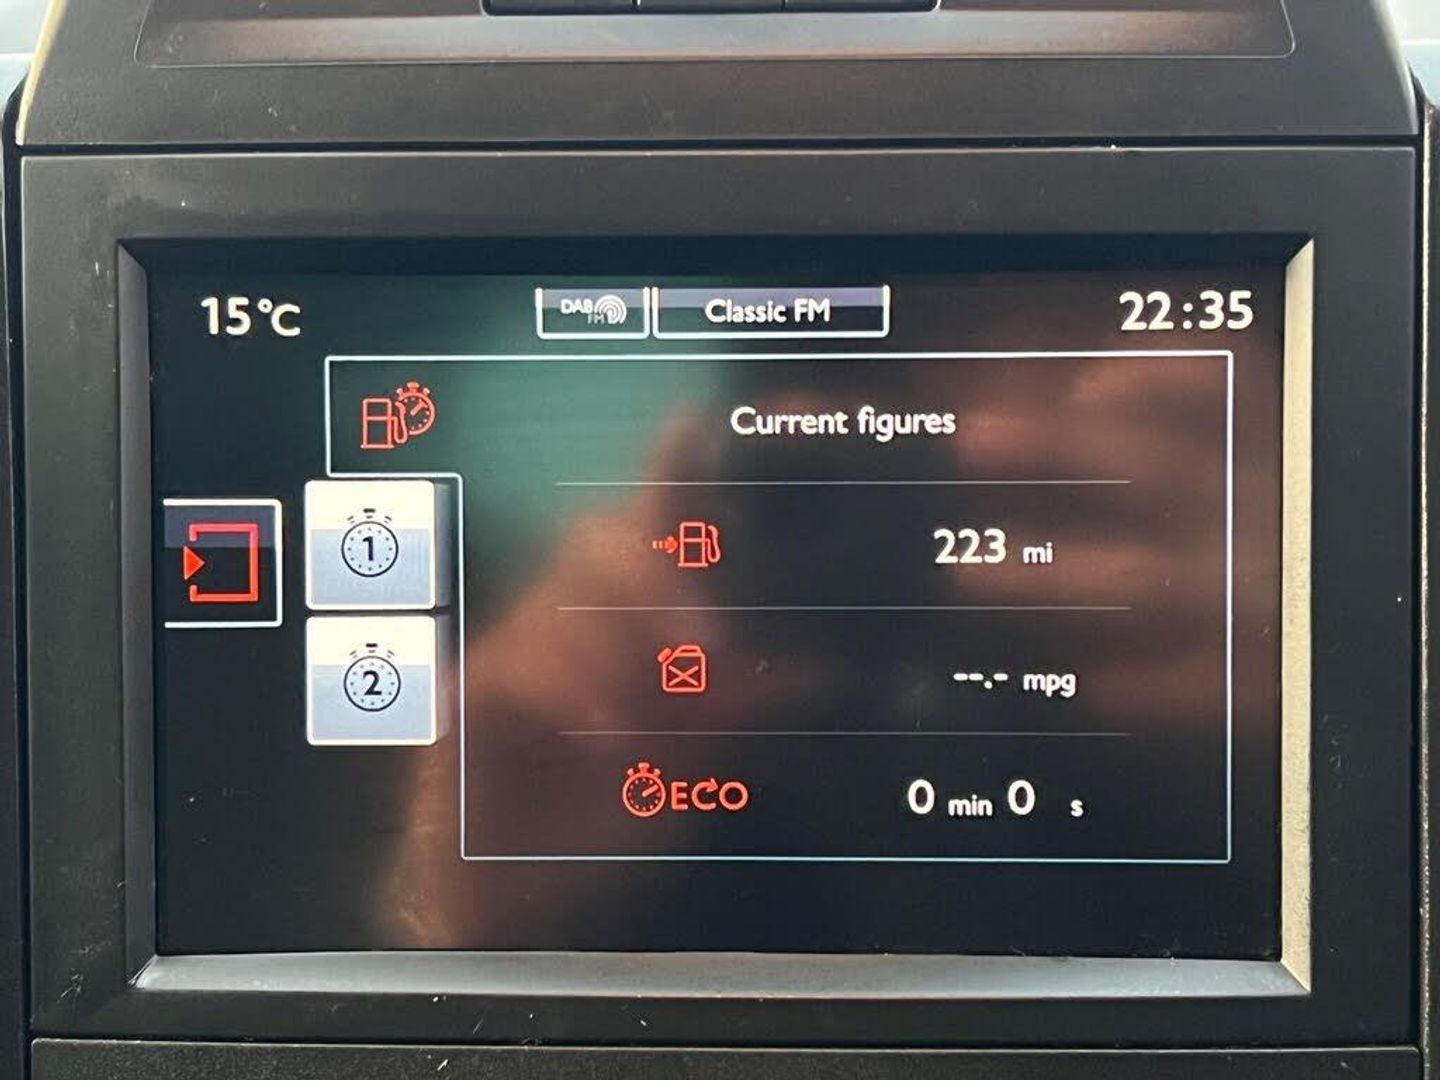 15°C DAB FM Classic FM 22:35
Current figures
223 mi
1
--.- mpg
2
ECO 0 min 0 s